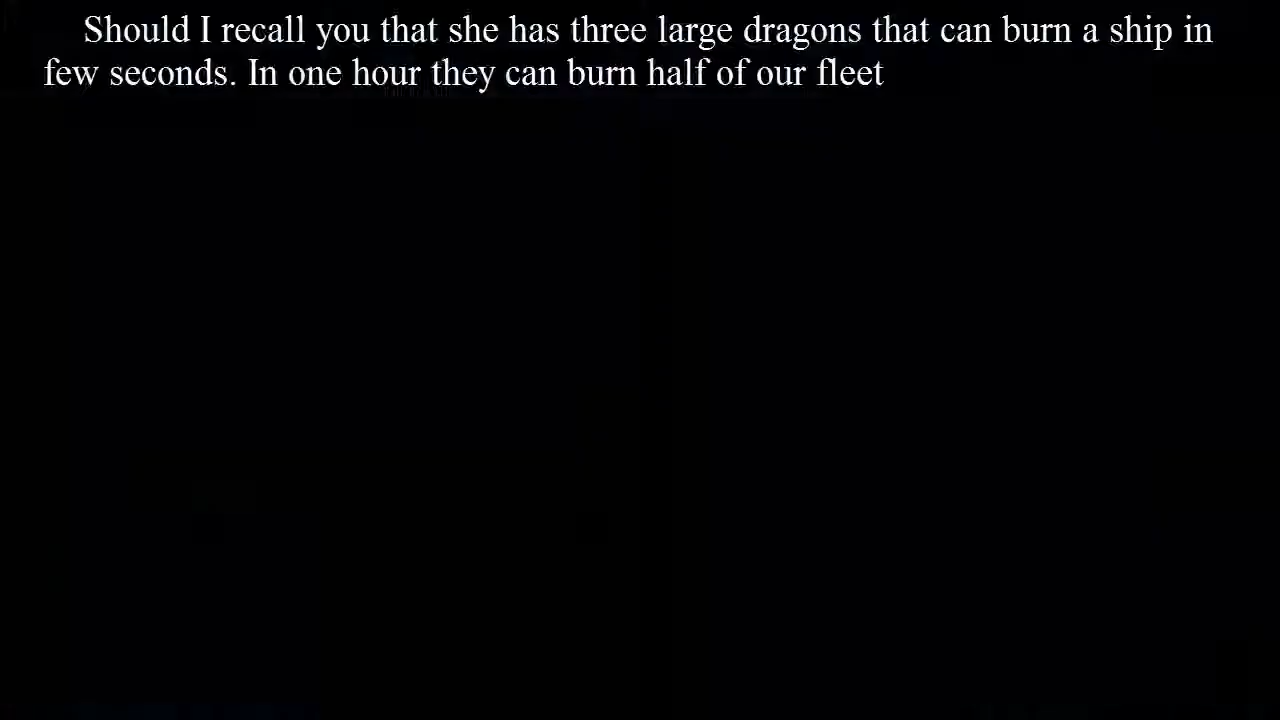 Should I recall you that she has three large dragons that can burn a ship in
few seconds. In one hour they can burn half of our fleet